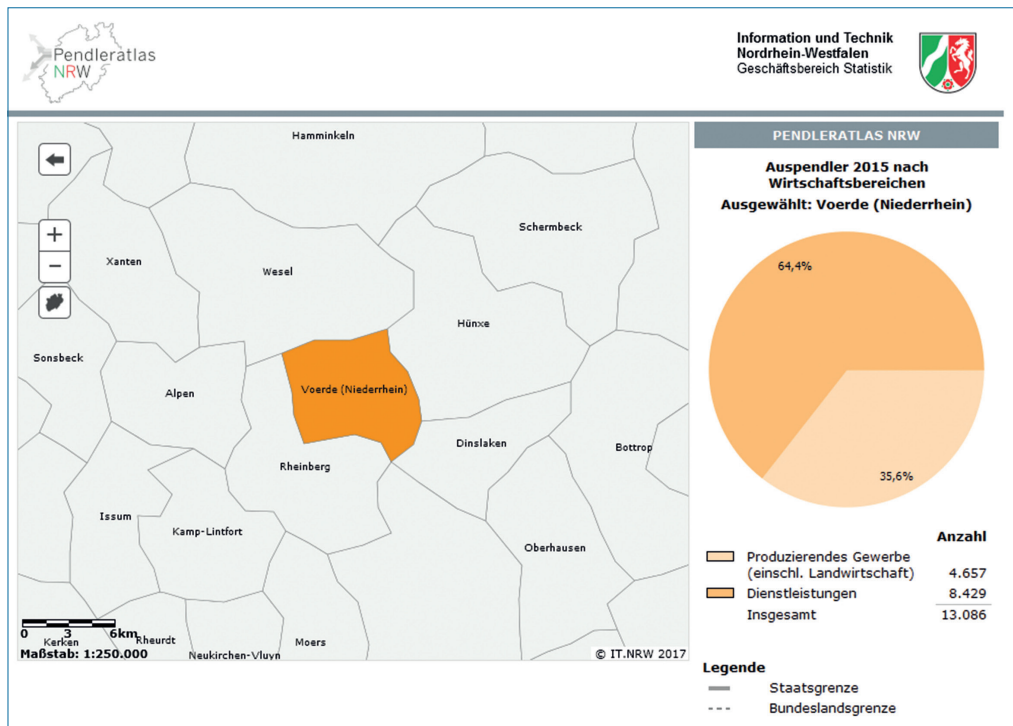 Pendleratlas
NRW
Information und Technik
Nordrhein-Westfalen
Geschäftsbereich Statistik
Hamminkeln
Schermbeck
Xanten
Wesel
Hünxe
Sonsbeck
Alpen
Voerde (Niederrhein)
Dinslaken
Bottrop
Rheinberg
Issum
Kamp-Lintfort
Oberhausen
0 3 6km
Kerken
Rheurdt
Moers
Neukirchen-Vluyn
Maßstab: 1:250.000
© IT.NRW 2017
PENDLERATLAS NRW
Auspendler 2015 nach
Wirtschaftsbereichen
Ausgewählt: Voerde (Niederrhein)
64,4%
35,6%
Anzahl
Produzierendes Gewerbe
(einschl. Landwirtschaft) 4.657
Dienstleistungen 8.429
Insgesamt 13.086
Legende
Staatsgrenze
Bundeslandsgrenze